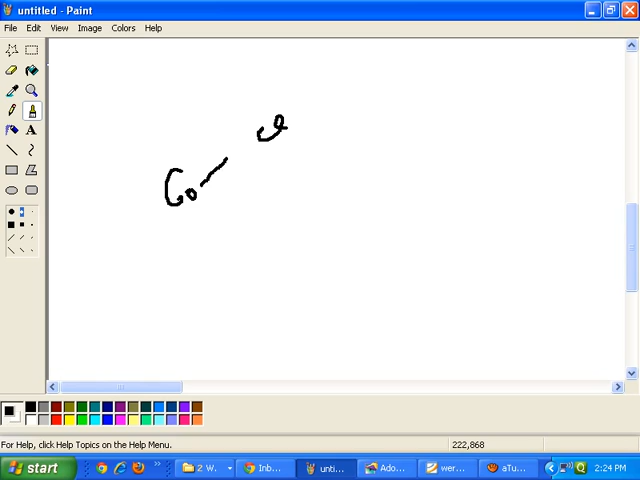 untitled - Paint
File Edit View Image Colors Help
Co
For Help, click Help Topics on the Help Menu.
222,868
start
»
2 W..
Inb...
unti...
Ado...
wer...
aTu...
2:24 PM